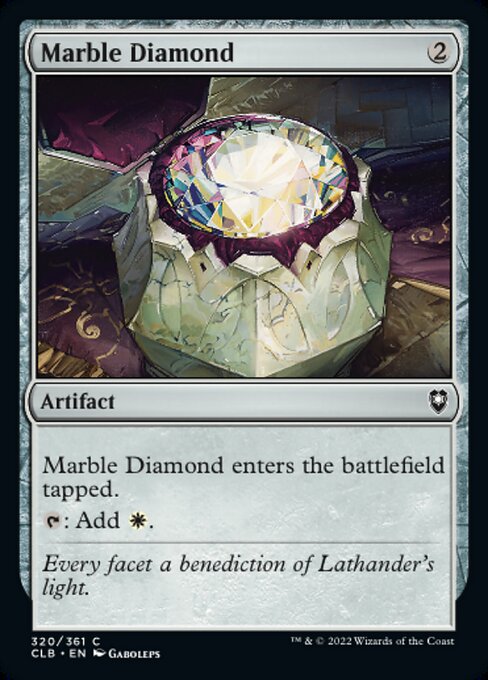 Marble Diamond 2
Artifact
Marble Diamond enters the battlefield
tapped.
: Add .
Every facet a benediction of Lathander's
light.
320/361 C
CLB • EN Gaboleps
™ & © 2022 Wizards of the Coast